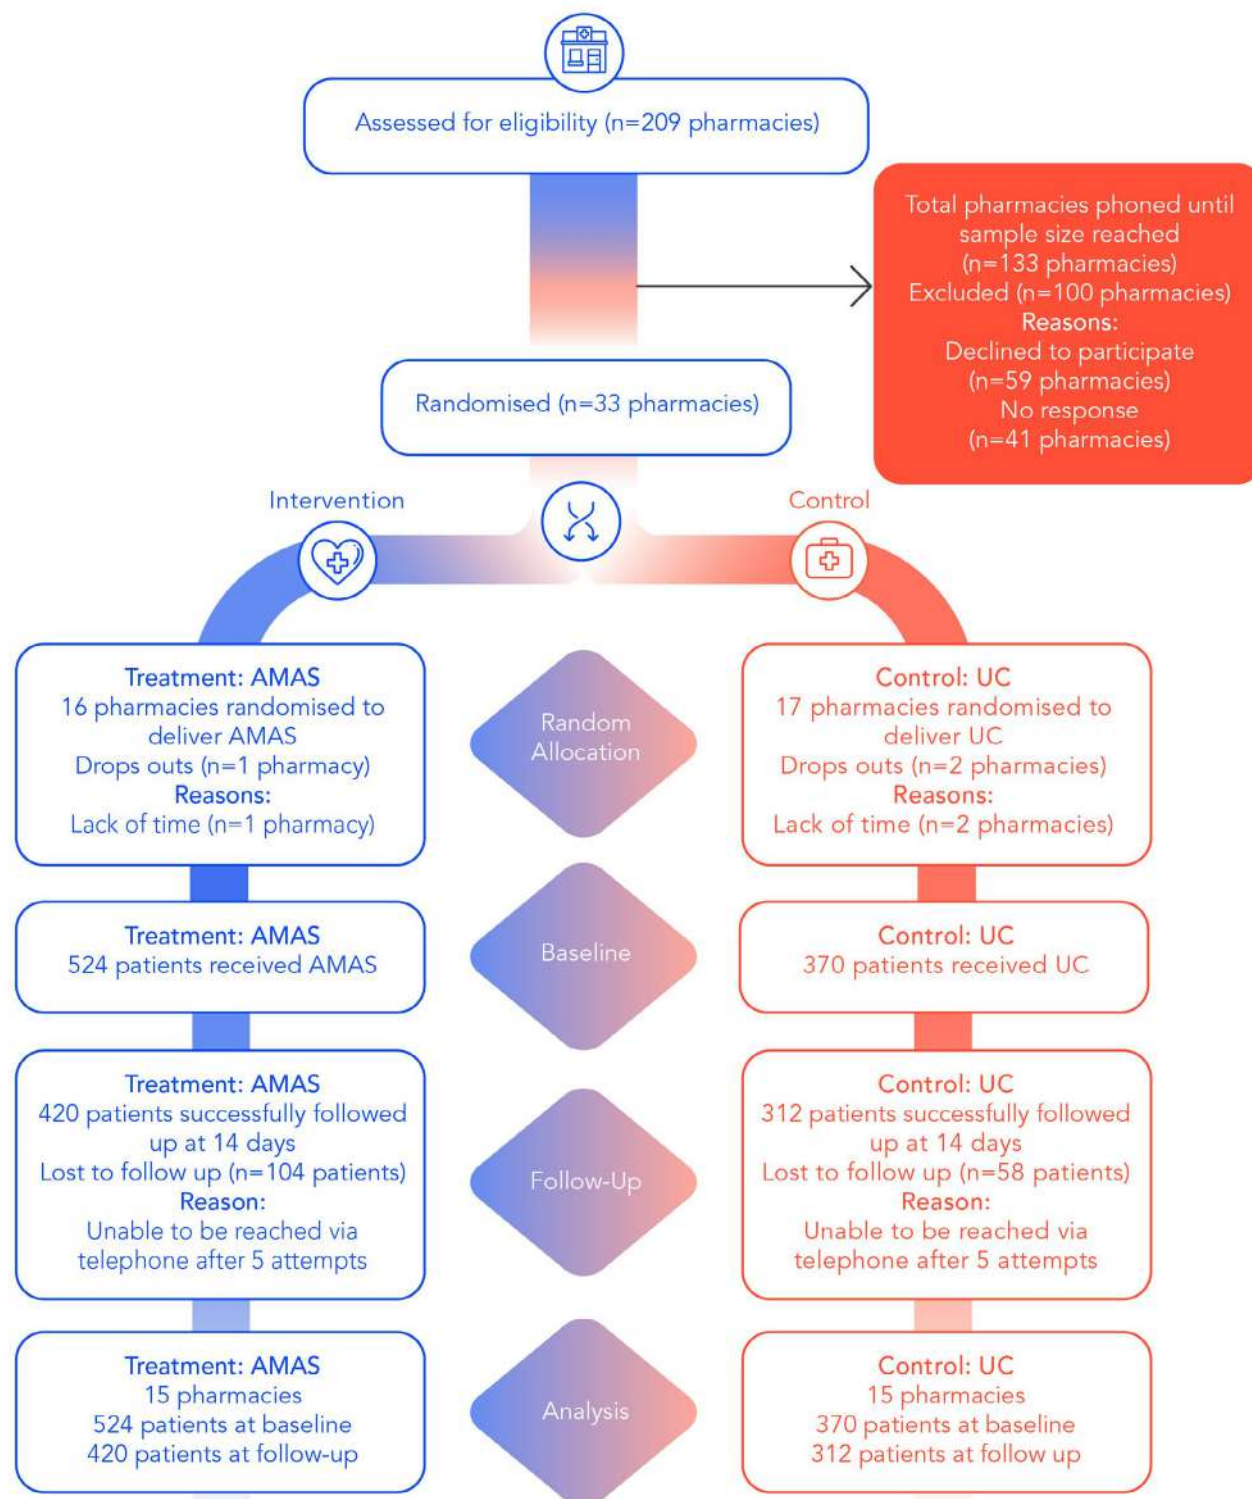 Assessed for eligibility (n=209 pharmacies)
Total pharmacies phoned until
sample size reached
(n=133 pharmacies)
Excluded (n=100 pharmacies)
Reasons:
Declined to participate
(n=59 pharmacies)
No response
(n=41 pharmacies)
Randomised (n=33 pharmacies)
Intervention
Control
Treatment: AMAS
16 pharmacies randomised to
deliver AMAS
Drops outs (n=1 pharmacy)
Reasons:
Lack of time (n=1 pharmacy)
Random
Allocation
Control: UC
17 pharmacies randomised to
deliver UC
Drops outs (n=2 pharmacies)
Reasons:
Lack of time (n=2 pharmacies)
Treatment: AMAS
524 patients received AMAS
Baseline
Control: UC
370 patients received UC
Treatment: AMAS
420 patients successfully followed
up at 14 days
Lost to follow up (n=104 patients)
Reason:
Unable to be reached via
telephone after 5 attempts
Follow-Up
Control: UC
312 patients successfully followed
up at 14 days
Lost to follow up (n=58 patients)
Reason:
Unable to be reached via
telephone after 5 attempts
Treatment: AMAS
15 pharmacies
524 patients at baseline
420 patients at follow-up
Analysis
Control: UC
15 pharmacies
370 patients at baseline
312 patients at follow up